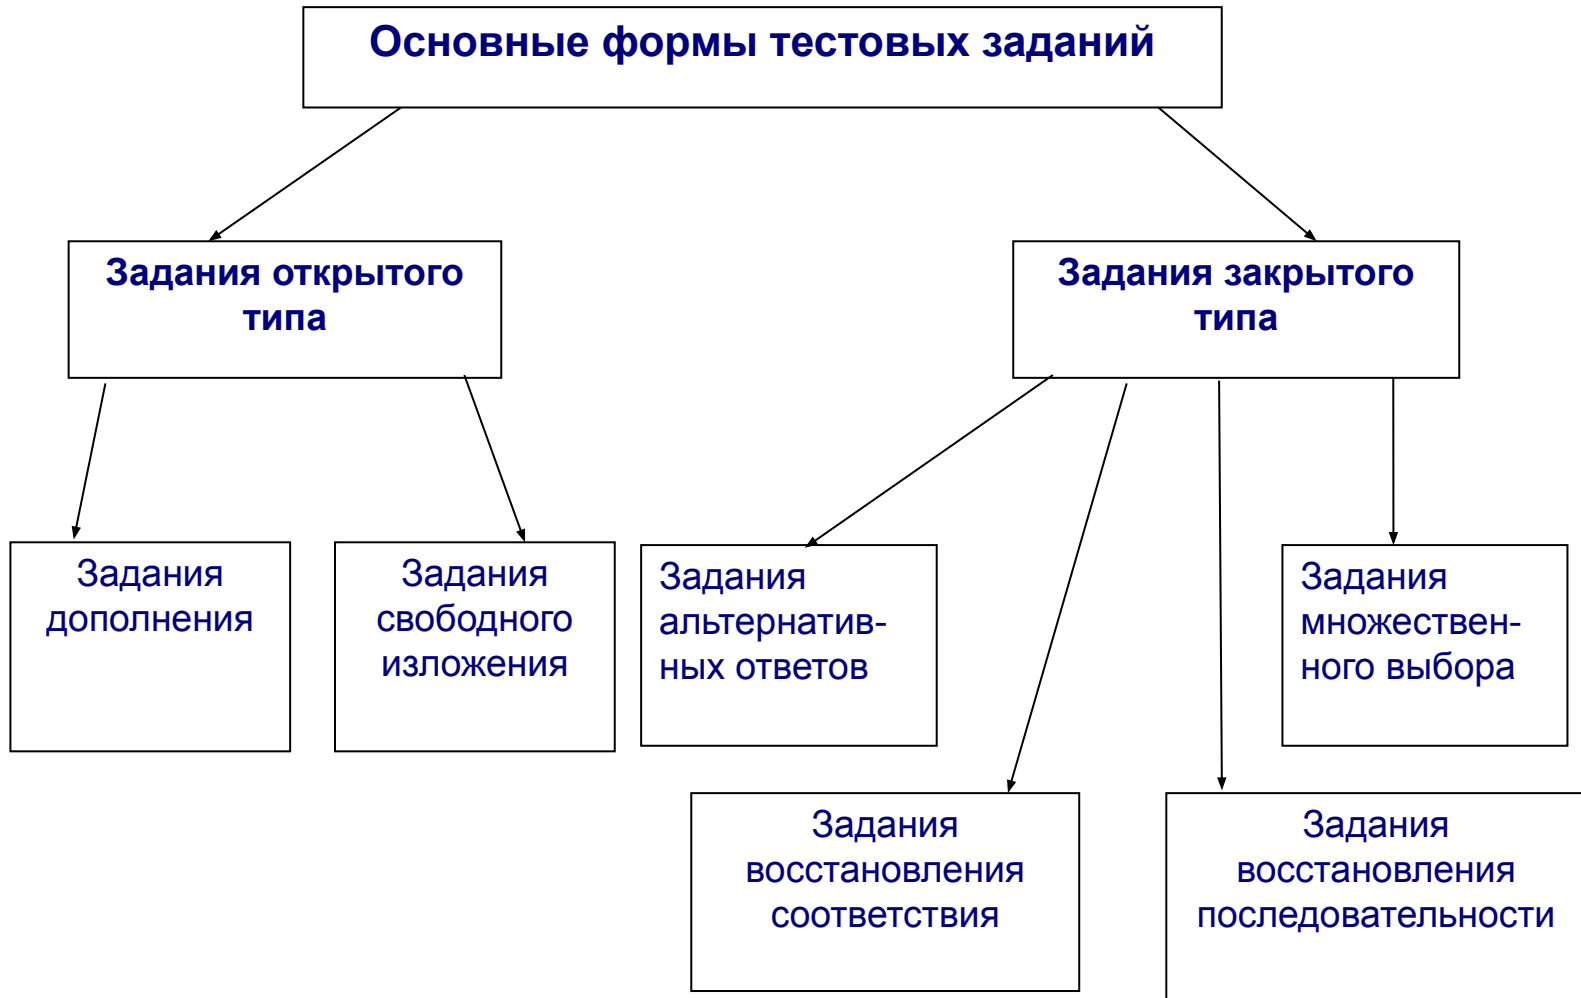 Основные формы тестовых заданий
Задания открытого
типа
Задания закрытого
типа
Задания
дополнения
Задания
свободного
изложения
Задания
альтернатив-
ных ответов
Задания
множествен-
ного выбора
Задания
восстановления
соответствия
Задания
восстановления
последовательности